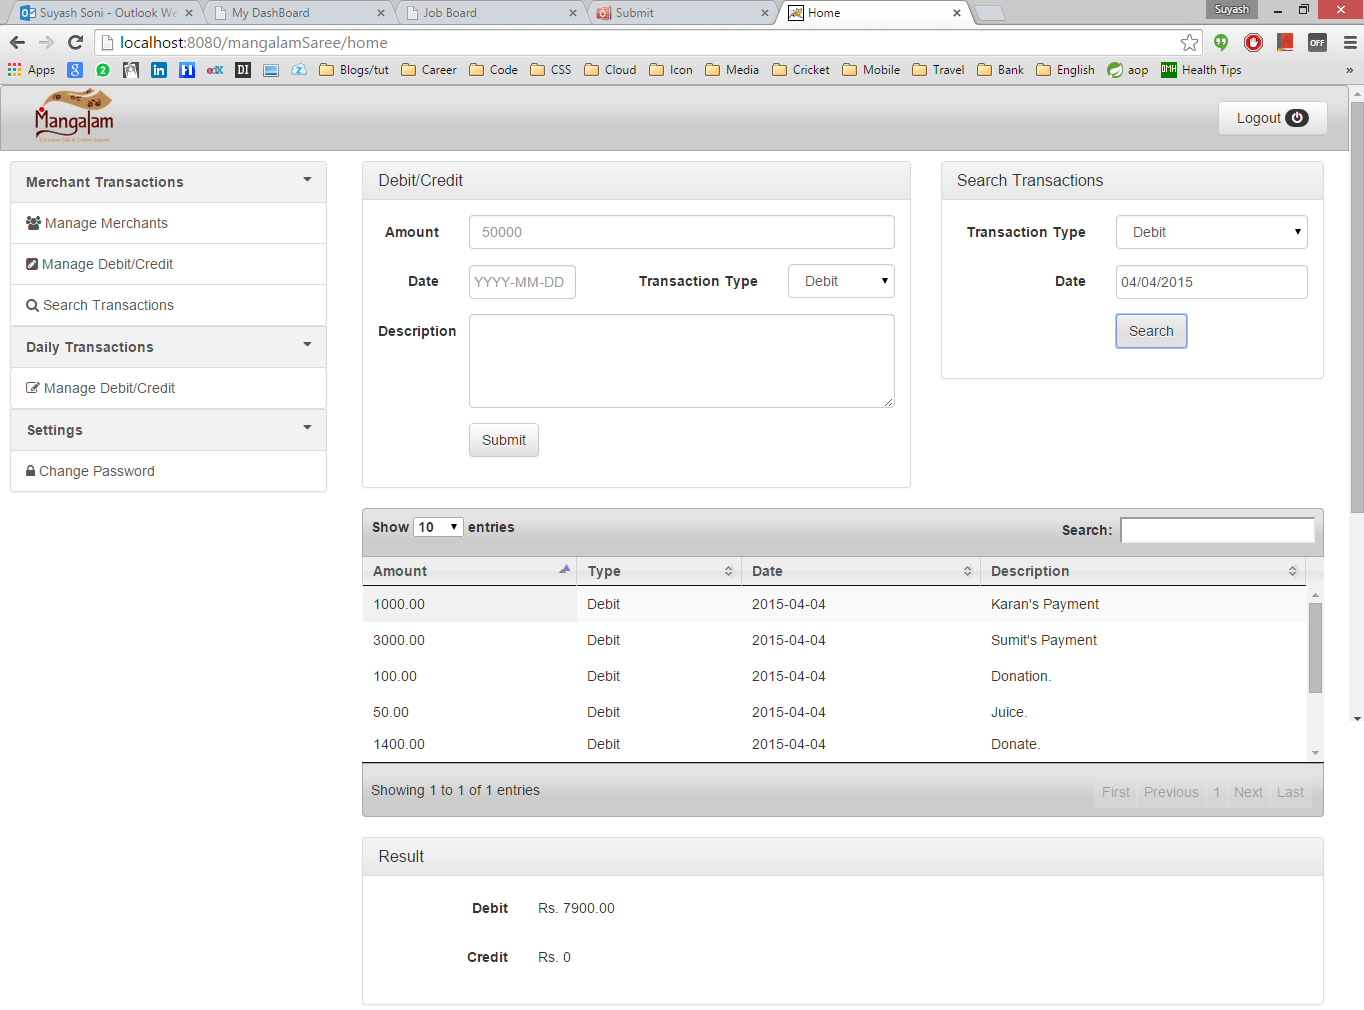 Suyash Soni - Outlook We
My DashBoard
Job Board
Submit
Home
Suyash
localhost:8080/mangalamSaree/home
OFF
Apps
Blogs/tut
Career
Code
CSS
Cloud
Icon
Media
Cricket
Mobile
Travel
Bank
English
aop
Health Tips
»
Mangalam
Logout
Merchant Transactions
Manage Merchants
Manage Debit/Credit
Search Transactions
Daily Transactions
Manage Debit/Credit
Settings
Change Password
Debit/Credit
Amount 50000
Date YYYY-MM-DD Transaction Type Debit
Description
Submit
Search Transactions
Transaction Type Debit
Date 04/04/2015
Search
Show 10 entries Search:
Amount Type Date Description
1000.00 Debit 2015-04-04 Karan's Payment
3000.00 Debit 2015-04-04 Sumit's Payment
100.00 Debit 2015-04-04 Donation.
50.00 Debit 2015-04-04 Juice.
1400.00 Debit 2015-04-04 Donate.
Showing 1 to 1 of 1 entries First Previous 1 Next Last
Result
Debit Rs. 7900.00
Credit Rs. 0